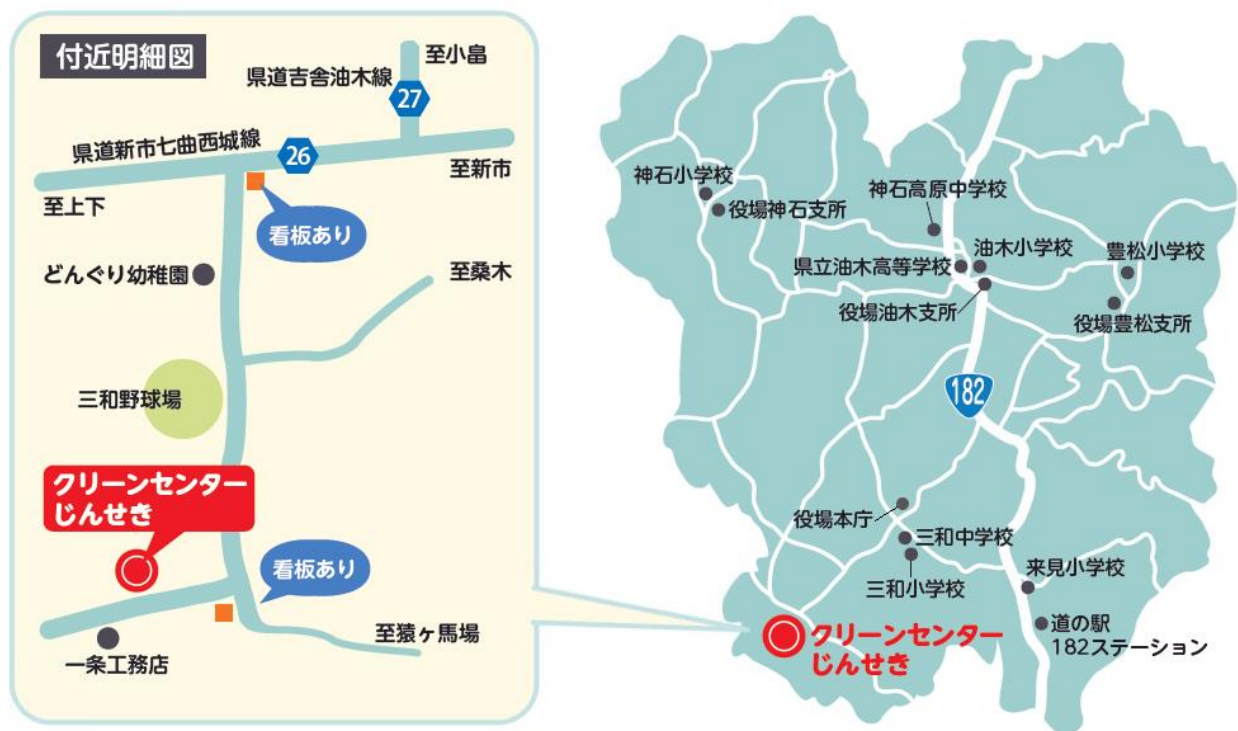 付近明細図
至小畠
県道吉舎油木線
27
県道新市七曲西城線
26
至新市
至上下
看板あり
どんぐり幼稚園
至桑木
三和野球場
クリーンセンター
じんせき
看板あり
至猿ヶ馬場
一条工務店
神石小学校
役場神石支所
神石高原中学校
県立油木高等学校
油木小学校
豊松小学校
役場油木支所
役場豊松支所
182
役場本庁
三和中学校
三和小学校
来見小学校
クリーンセンター
じんせき
道の駅
182ステーション